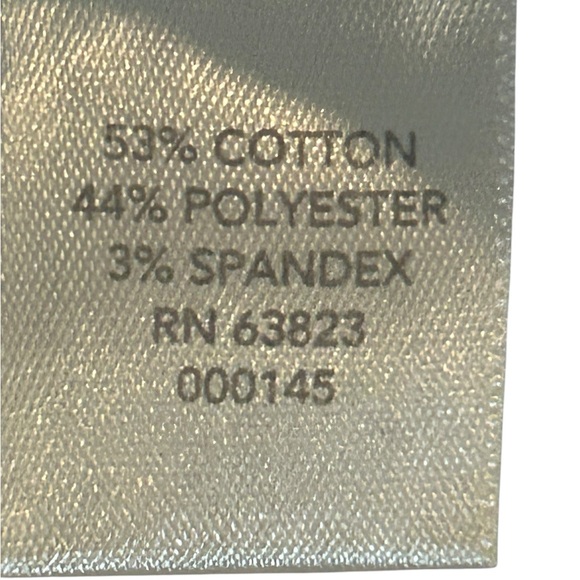 53% COTTON
44% POLYESTER
3% SPANDEX
RN 63823
000145